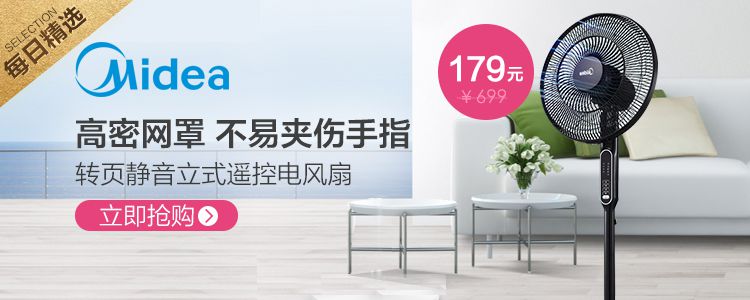 SELECTION
每日精选
Midea
高密网罩 不易夹伤手指
转页静音立式遥控电风扇
立即抢购
179元
¥699
Midea